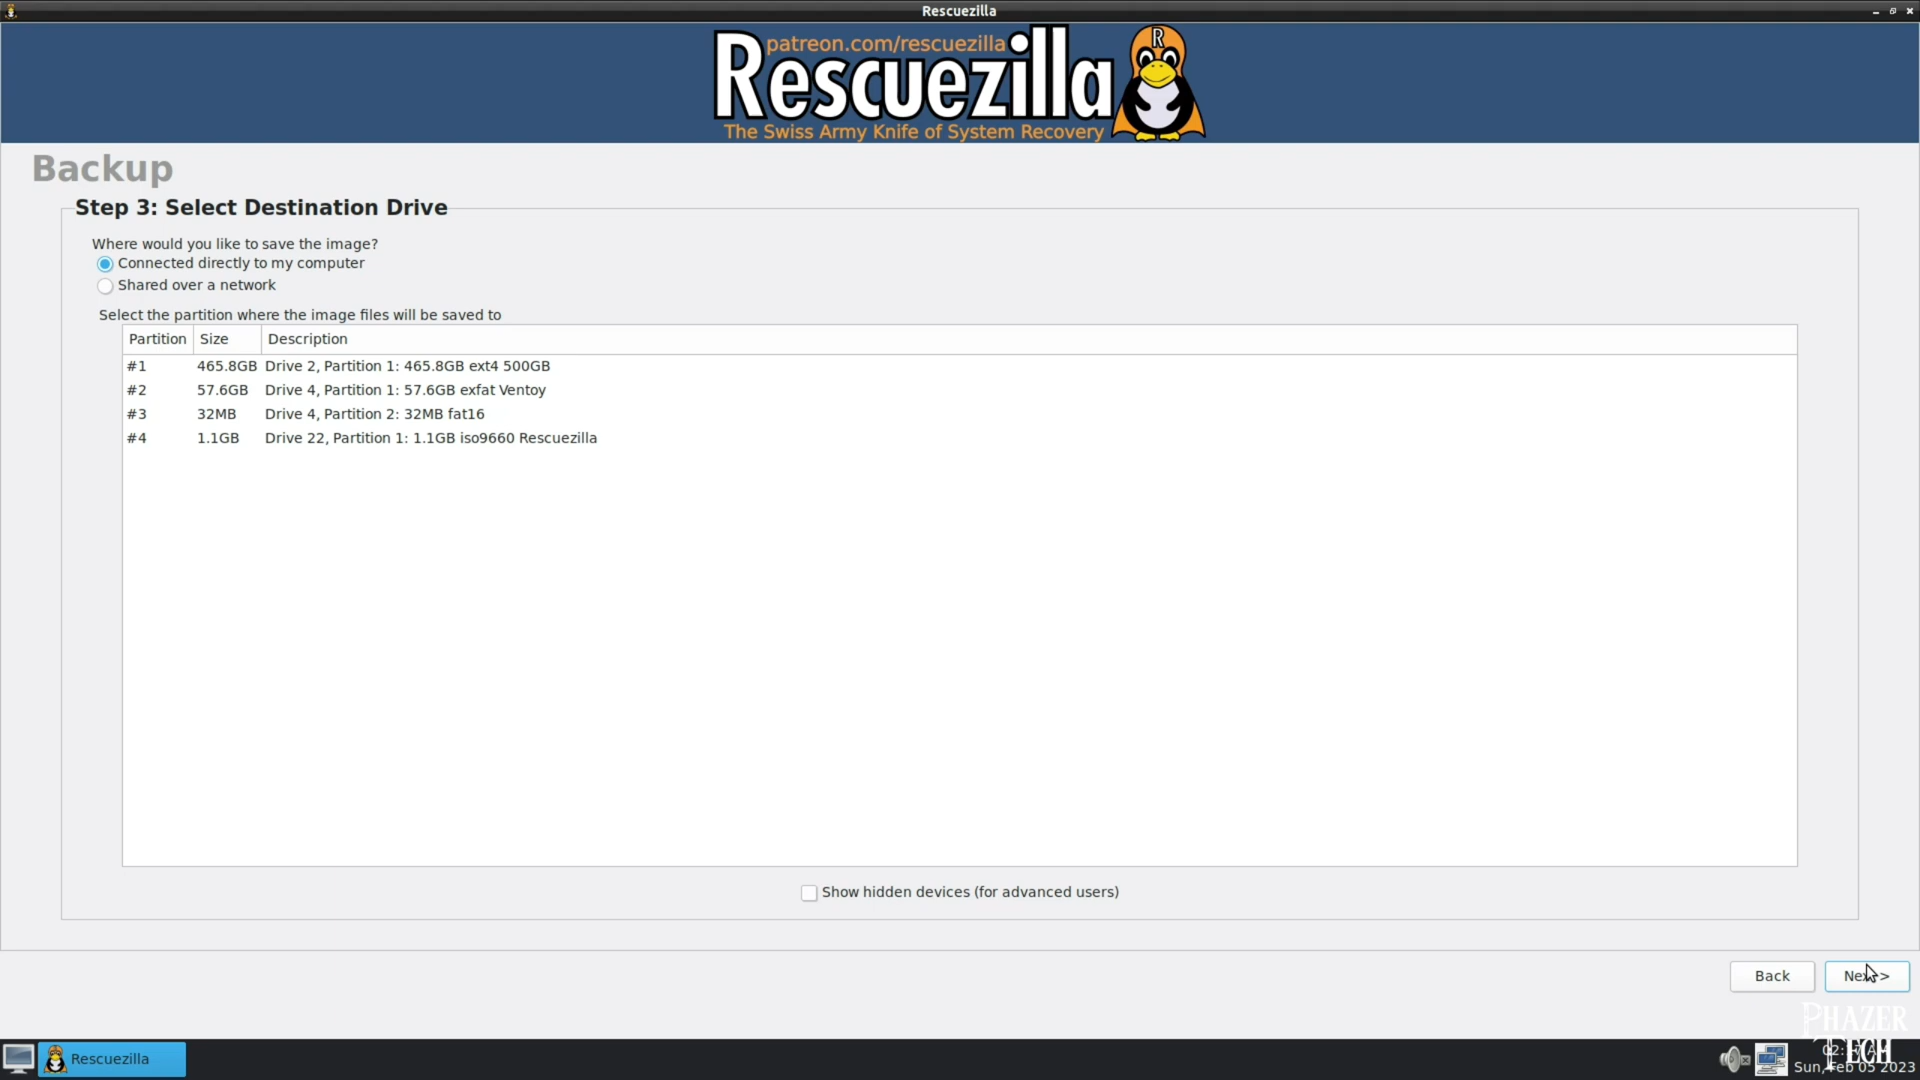 Rescuezilla
patreon.com/rescuezilla
Rescuezilla
R
The Swiss Army Knife of System Recovery
Backup
Step 3: Select Destination Drive
Where would you like to save the image?
Connected directly to my computer
Shared over a network
Select the partition where the image files will be saved to
Partition Size Description
#1 465.8GB Drive 2, Partition 1: 465.8GB ext4 500GB
#2 57.6GB Drive 4, Partition 1: 57.6GB exfat Ventoy
#3 32MB Drive 4, Partition 2: 32MB fat16
#4 1.1GB Drive 22, Partition 1: 1.1GB iso9660 Rescuezilla
Show hidden devices (for advanced users)
Back
PHAZER
TECH
Rescuezilla
Sun, Feb 05 2023